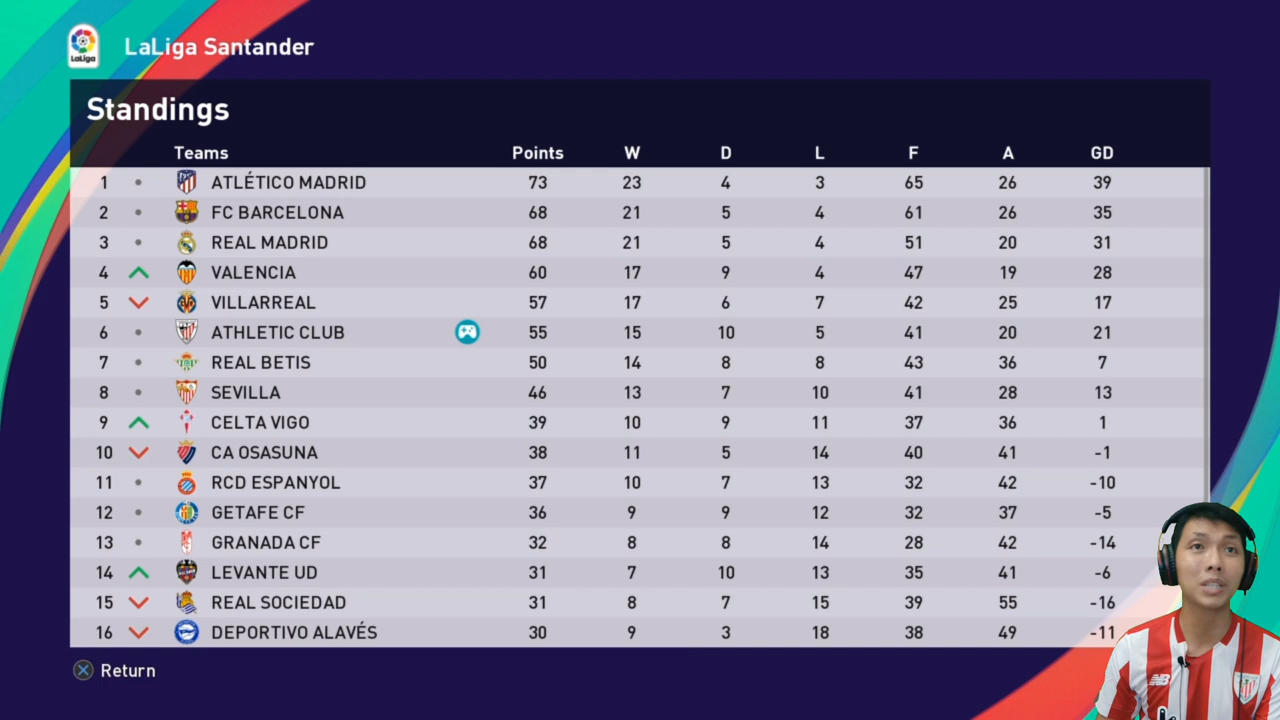 LaLiga
LaLiga Santander
Standings
Teams Points W D L F A GD
1 ATLÉTICO MADRID 73 23 4 3 65 26 39
2 FC BARCELONA 68 21 5 4 61 26 35
3 REAL MADRID 68 21 5 4 51 20 31
4 VALENCIA 60 17 9 4 47 19 28
5 VILLARREAL 57 17 6 7 42 25 17
6 ATHLETIC CLUB 55 15 10 5 41 20 21
7 REAL BETIS 50 14 8 8 43 36 7
8 SEVILLA 46 13 7 10 41 28 13
9 CELTA VIGO 39 10 9 11 37 36 1
10 CA OSASUNA 38 11 5 14 40 41 -1
11 RCD ESPANYOL 37 10 7 13 32 42 -10
12 GETAFE CF 36 9 9 12 32 37 -5
13 GRANADA CF 32 8 8 14 28 42 -14
14 LEVANTE UD 31 7 10 13 35 41 -6
15 REAL SOCIEDAD 31 8 7 15 39 55 -16
16 DEPORTIVO ALAVÉS 30 9 3 18 38 49 -11
Return
NB